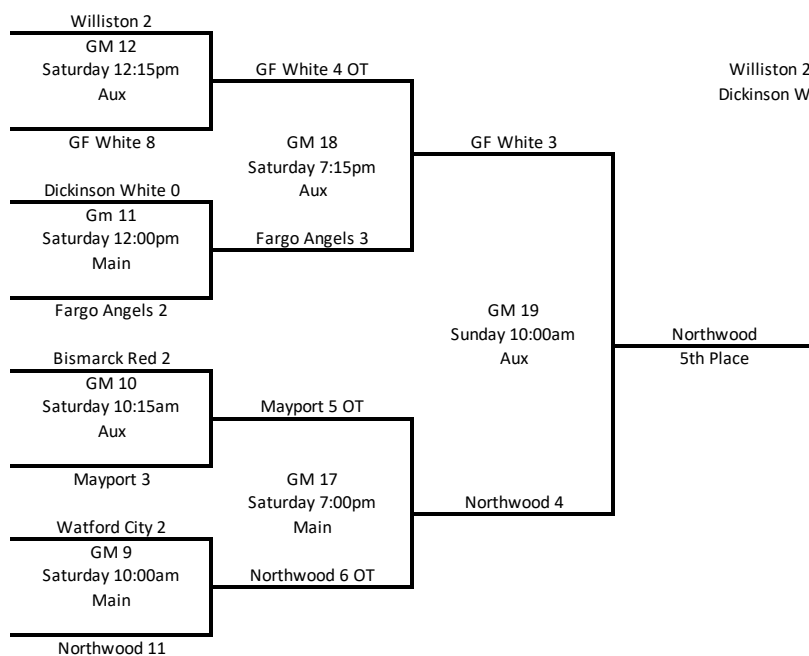 Williston 2
GM 12
Saturday 12:15pm
Aux
GF White 8
GF White 4 OT
Williston 2
Dickinson W
GM 18
Saturday 7:15pm
Aux
GF White 3
Dickinson White 0
Gm 11
Saturday 12:00pm
Main
Fargo Angels 2
Fargo Angels 3
GM 19
Sunday 10:00am
Aux
Northwood
5th Place
Bismarck Red 2
GM 10
Saturday 10:15am
Aux
Mayport 3
Mayport 5 OT
GM 17
Saturday 7:00pm
Main
Northwood 4
Watford City 2
GM 9
Saturday 10:00am
Main
Northwood 11
Northwood 6 OT